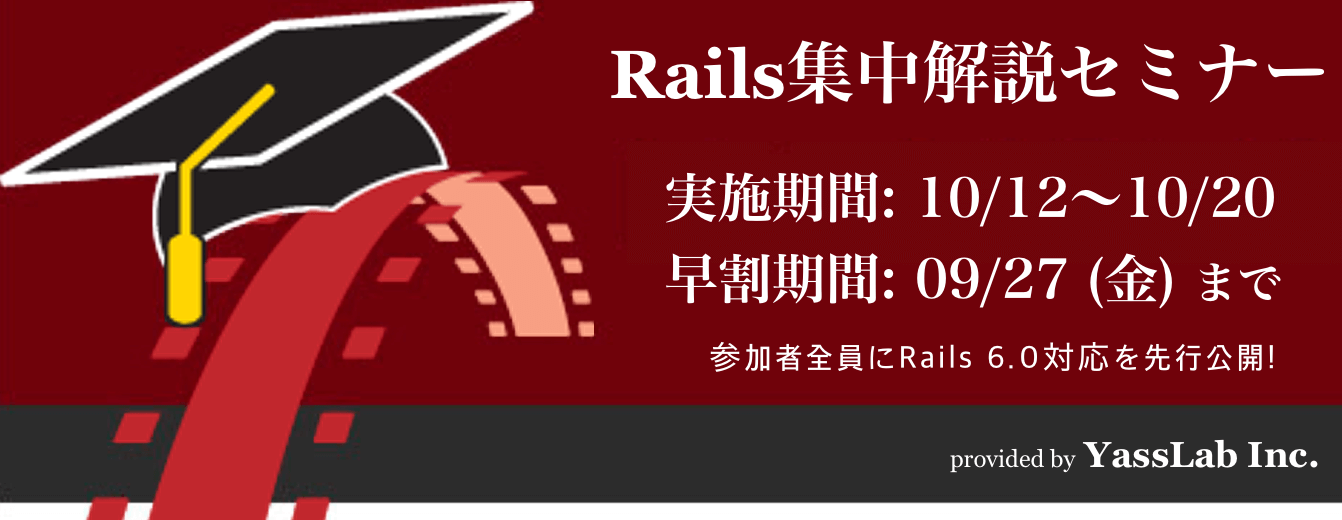 Rails集中解説セミナー
実施期間: 10/12〜10/20
早割期間: 09/27 (金) まで
参加者全員にRails 6.0対応を先行公開!
provided by YassLab Inc.